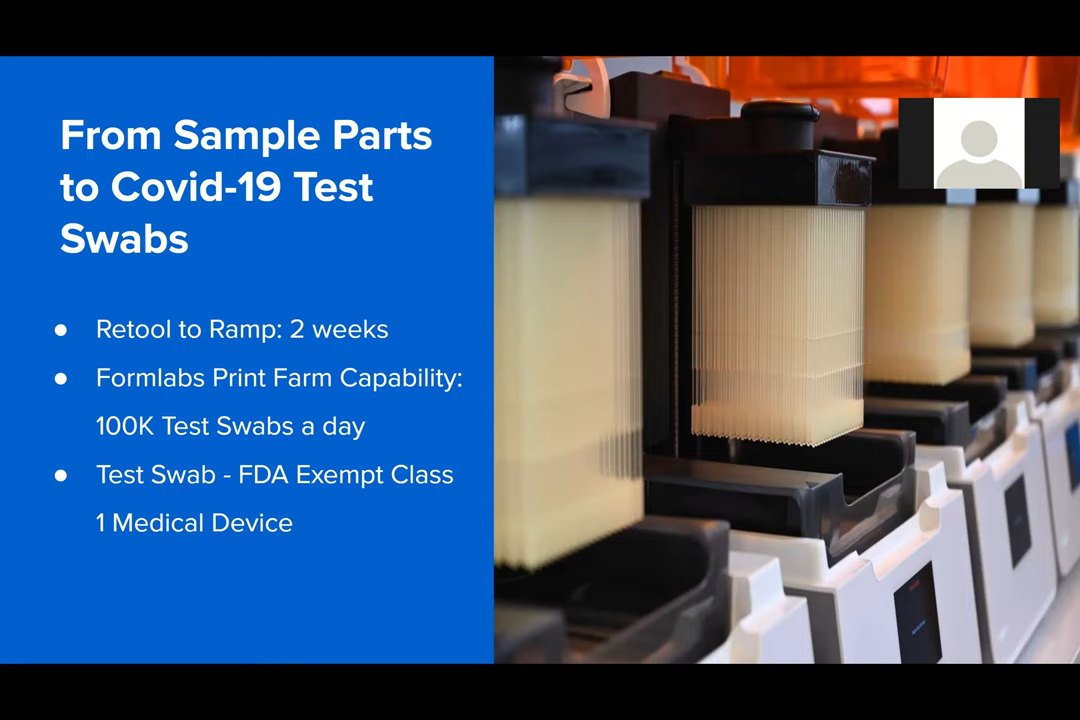 From Sample Parts
to Covid-19 Test
Swabs
● Retool to Ramp: 2 weeks
● Formlabs Print Farm Capability:
100K Test Swabs a day
● Test Swab - FDA Exempt Class
1 Medical Device